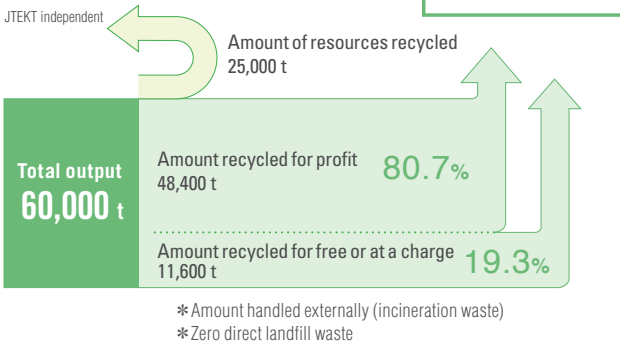 JTEKT independent
Amount of resources recycled
25,000 t
Total output
60,000 t
Amount recycled for profit
48,400 t
80.7%
Amount recycled for free or at a charge
11,600 t
19.3%
*Amount handled externally (incineration waste)
*Zero direct landfill waste